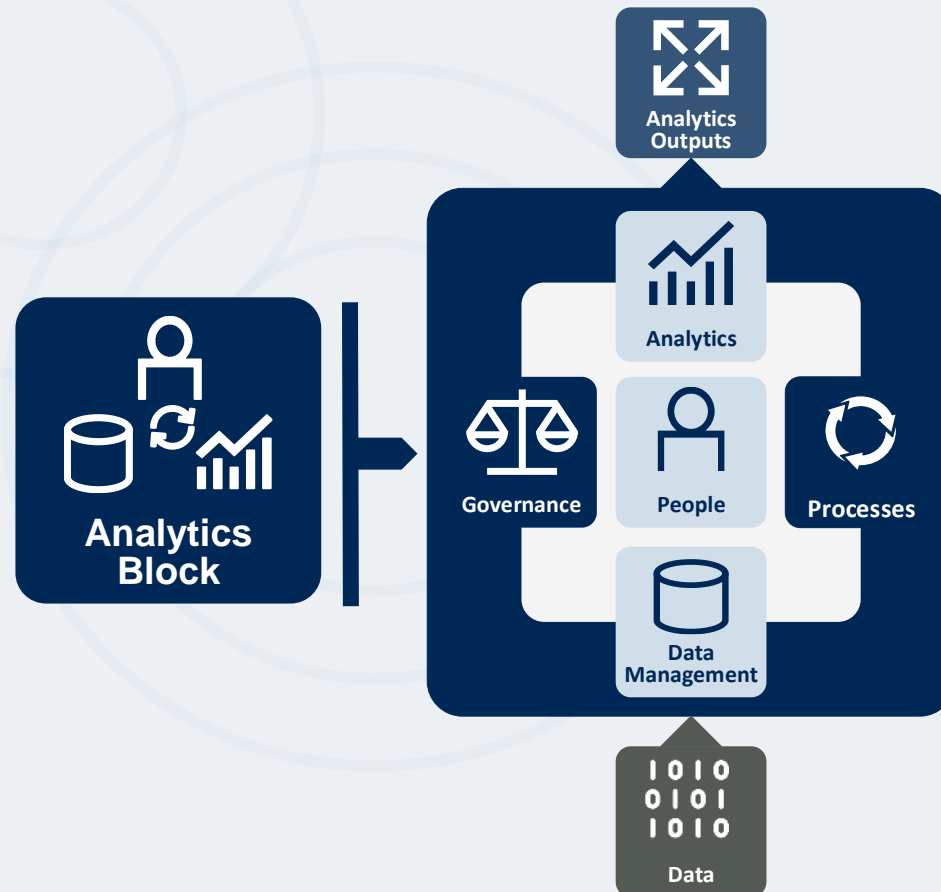 Analytics
Outputs
Analytics
Governance
People
Processes
Analytics
Block
Data
Management
1010
0101
1010
Data